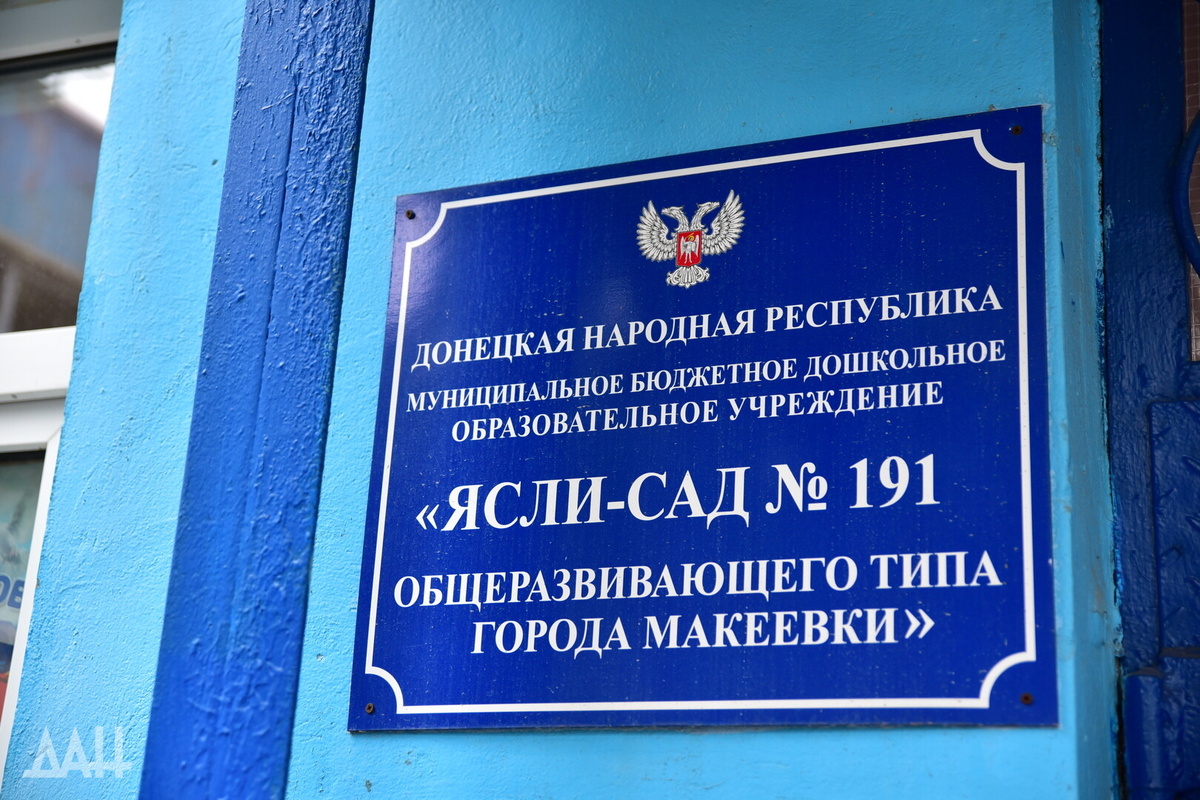 ДОНЕЦКАЯ НАРОДНАЯ РЕСПУБЛИКА
МУНИЦИПАЛЬНОЕ БЮДЖЕТНОЕ ДОШКОЛЬНОЕ
ОБРАЗОВАТЕЛЬНОЕ УЧРЕЖДЕНИЕ
«ЯСЛИ-САД № 191
ОБЩЕРАЗВИВАЮЩЕГО ТИПА
ГОРОДА МАКЕЕВКИ»
ДАН